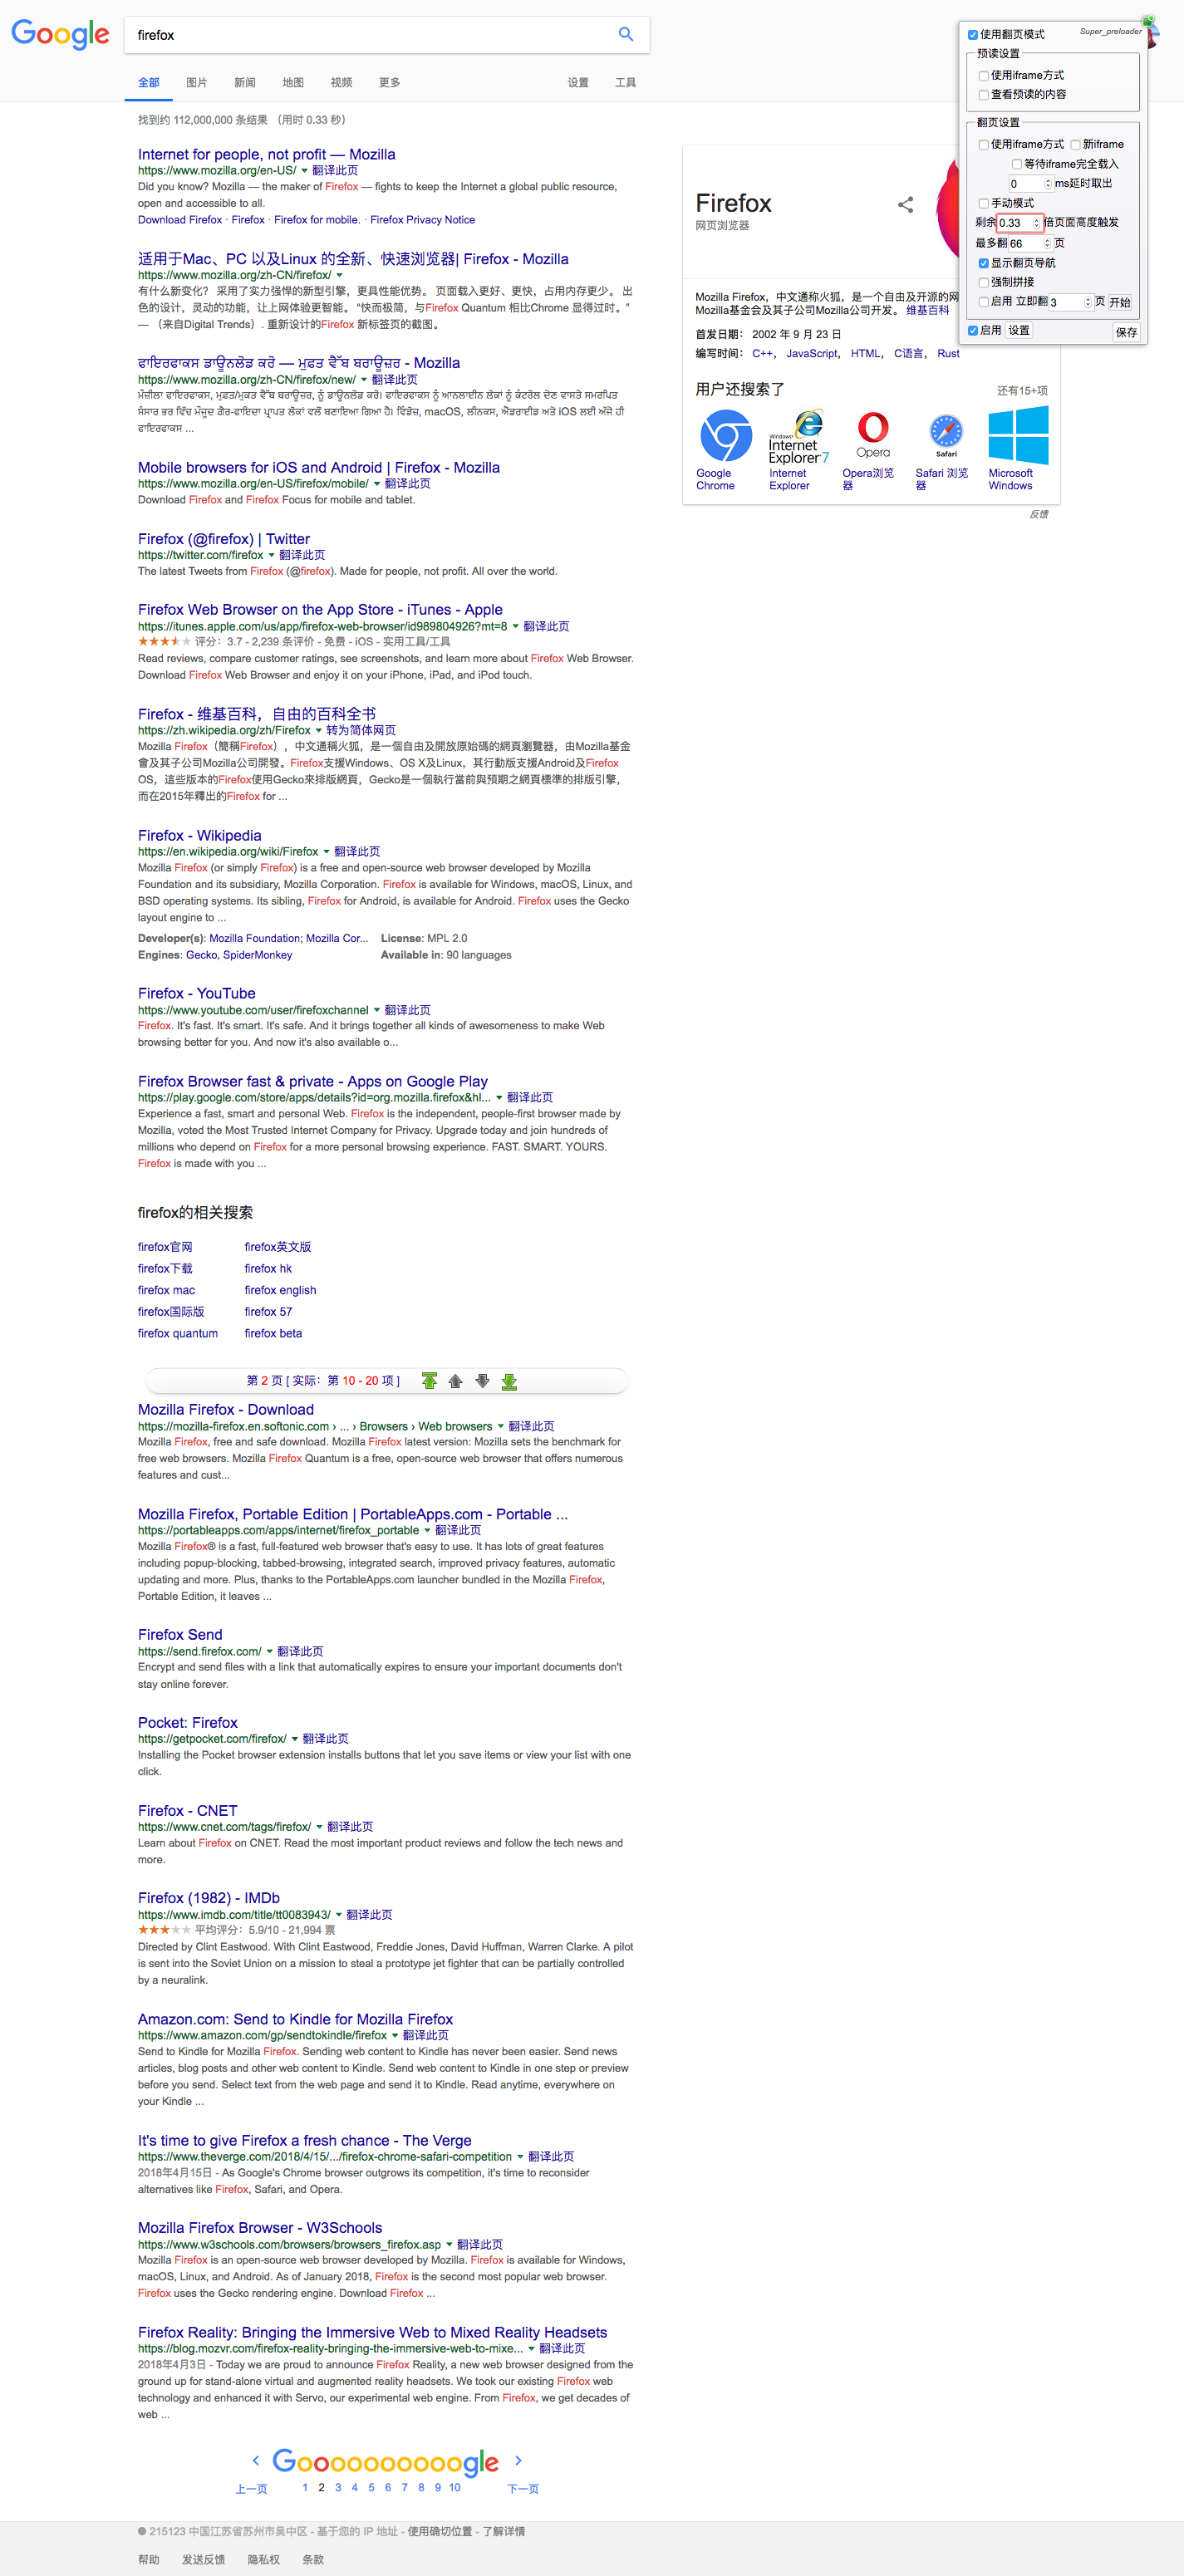 Google
firefox
全部 图片 新闻 地图 视频 更多 设置 工具
找到约 112,000,000 条结果 （用时 0.33 秒）
Internet for people, not profit — Mozilla
https://www.mozilla.org/en-US/ 翻译此页
Did you know? Mozilla — the maker of Firefox — fights to keep the Internet a global public resource,
open and accessible to all.
Download Firefox · Firefox · Firefox for mobile. · Firefox Privacy Notice
适用于Mac、PC 以及Linux 的全新、快速浏览器| Firefox - Mozilla
https://www.mozilla.org/zh-CN/firefox/
有什么新变化？ 采用了实力强悍的新型引擎，更具性能优势。 页面载入更好、更快，占用内存更少。 出
色的设计，灵动的功能，让上网体验更智能。 "快而极简，与Firefox Quantum 相比Chrome 显得过时。"
— （来自Digital Trends）. 重新设计的Firefox 新标签页的截图。
ਫਾਇਰਫਾਕਸ ਡਾਊਨਲੋਡ ਕਰੋ — ਮੁਫ਼ਤ ਵੈੱਬ ਬਰਾਊਜ਼ਰ - Mozilla
https://www.mozilla.org/zh-CN/firefox/new/ 翻译此页
ਮੌਜ਼ੀਲਾ ਫਾਇਰਫਾਕਸ, ਮੁਫ਼ਤ/ਮੁਕਤ ਵੈੱਬ ਬਰਾਊਜ਼ਰ, ਨੂੰ ਡਾਊਨਲੋਡ ਕਰੋ। ਫਾਇਰਫਾਕਸ ਨੂੰ ਆਨਲਾਈਨ ਲੋਕਾਂ ਨੂੰ ਕੰਟਰੋਲ ਦੇਣ ਵਾਸਤੇ ਸਮਰਪਿਤ
ਸੰਸਾਰ ਭਰ ਵਿੱਚ ਮੌਜੂਦ ਗ਼ੈਰ-ਫਾਇਦਾ ਪ੍ਰਾਪਤ ਲੋਕਾਂ ਵਲੋਂ ਬਣਾਇਆ ਗਿਆ ਹੈ। ਵਿੰਡੋਜ਼, macOS, ਲੀਨਕਸ, ਐਂਡਰਾਇਡ ਅਤੇ iOS ਲਈ ਅੱਜੇ ਹੀ
ਫਾਇਰਫਾਕਸ ...
Mobile browsers for iOS and Android | Firefox - Mozilla
https://www.mozilla.org/en-US/firefox/mobile/ 翻译此页
Download Firefox and Firefox Focus for mobile and tablet.
Firefox (@firefox) | Twitter
https://twitter.com/firefox 翻译此页
The latest Tweets from Firefox (@firefox). Made for people, not profit. All over the world.
Firefox Web Browser on the App Store - iTunes - Apple
https://itunes.apple.com/us/app/firefox-web-browser/id989804926?mt=8 翻译此页
评分：3.7 - 2,239 条评价 - 免费 - iOS - 实用工具/工具
Read reviews, compare customer ratings, see screenshots, and learn more about Firefox Web Browser.
Download Firefox Web Browser and enjoy it on your iPhone, iPad, and iPod touch.
Firefox - 维基百科，自由的百科全书
https://zh.wikipedia.org/zh/Firefox 转为简体网页
Mozilla Firefox（簡稱Firefox），中文通稱火狐，是一個自由及開放原始碼的網頁瀏覽器，由Mozilla基金
會及其子公司Mozilla公司開發。Firefox支援Windows、OS X及Linux，其行動版支援Android及Firefox
OS，這些版本的Firefox使用Gecko來排版網頁，Gecko是一個執行當前與預期之網頁標準的排版引擎，
而在2015年釋出的Firefox for ...
Firefox - Wikipedia
https://en.wikipedia.org/wiki/Firefox 翻译此页
Mozilla Firefox (or simply Firefox) is a free and open-source web browser developed by Mozilla
Foundation and its subsidiary, Mozilla Corporation. Firefox is available for Windows, macOS, Linux, and
BSD operating systems. Its sibling, Firefox for Android, is available for Android. Firefox uses the Gecko
layout engine to ...
Developer(s): Mozilla Foundation; Mozilla Cor... License: MPL 2.0
Engines: Gecko, SpiderMonkey Available in: 90 languages
Firefox - YouTube
https://www.youtube.com/user/firefoxchannel 翻译此页
Firefox. It's fast. It's smart. It's safe. And it brings together all kinds of awesomeness to make Web
browsing better for you. And now it's also available o...
Firefox Browser fast & private - Apps on Google Play
https://play.google.com/store/apps/details?id=org.mozilla.firefox&hl... 翻译此页
Experience a fast, smart and personal Web. Firefox is the independent, people-first browser made by
Mozilla, voted the Most Trusted Internet Company for Privacy. Upgrade today and join hundreds of
millions who depend on Firefox for a more personal browsing experience. FAST. SMART. YOURS.
Firefox is made with you ...
firefox的相关搜索
firefox官网 firefox英文版
firefox下载 firefox hk
firefox mac firefox english
firefox国际版 firefox 57
firefox quantum firefox beta
第 2 页 [ 实际：第 10 - 20 项 ]
Mozilla Firefox - Download
https://mozilla-firefox.en.softonic.com › ... › Browsers › Web browsers 翻译此页
Mozilla Firefox, free and safe download. Mozilla Firefox latest version: Mozilla sets the benchmark for
free web browsers. Mozilla Firefox Quantum is a free, open-source web browser that offers numerous
features and cust...
Mozilla Firefox, Portable Edition | PortableApps.com - Portable ...
https://portableapps.com/apps/internet/firefox_portable 翻译此页
Mozilla Firefox® is a fast, full-featured web browser that's easy to use. It has lots of great features
including popup-blocking, tabbed-browsing, integrated search, improved privacy features, automatic
updating and more. Plus, thanks to the PortableApps.com launcher bundled in the Mozilla Firefox,
Portable Edition, it leaves ...
Firefox Send
https://send.firefox.com/ 翻译此页
Encrypt and send files with a link that automatically expires to ensure your important documents don't
stay online forever.
Pocket: Firefox
https://getpocket.com/firefox/ 翻译此页
Installing the Pocket browser extension installs buttons that let you save items or view your list with one
click.
Firefox - CNET
https://www.cnet.com/tags/firefox/ 翻译此页
Learn about Firefox on CNET. Read the most important product reviews and follow the tech news and
more.
Firefox (1982) - IMDb
https://www.imdb.com/title/tt0083943/ 翻译此页
平均评分：5.9/10 - 21,994 票
Directed by Clint Eastwood. With Clint Eastwood, Freddie Jones, David Huffman, Warren Clarke. A pilot
is sent into the Soviet Union on a mission to steal a prototype jet fighter that can be partially controlled
by a neuralink.
Amazon.com: Send to Kindle for Mozilla Firefox
https://www.amazon.com/gp/sendtokindle/firefox 翻译此页
Send to Kindle for Mozilla Firefox. Sending web content to Kindle has never been easier. Send news
articles, blog posts and other web content to Kindle. Send web content to Kindle in one step or preview
before you send. Select text from the web page and send it to Kindle. Read anytime, everywhere on
your Kindle ...
It's time to give Firefox a fresh chance - The Verge
https://www.theverge.com/2018/4/15/.../firefox-chrome-safari-competition 翻译此页
2018年4月15日 - As Google's Chrome browser outgrows its competition, it's time to reconsider
alternatives like Firefox, Safari, and Opera.
Mozilla Firefox Browser - W3Schools
https://www.w3schools.com/browsers/browsers_firefox.asp 翻译此页
Mozilla Firefox is an open-source web browser developed by Mozilla. Firefox is available for Windows,
macOS, Linux, and Android. As of January 2018, Firefox is the second most popular web browser.
Firefox uses the Gecko rendering engine. Download Firefox ...
Firefox Reality: Bringing the Immersive Web to Mixed Reality Headsets
https://blog.mozvr.com/firefox-reality-bringing-the-immersive-web-to-mixe... 翻译此页
2018年4月3日 - Today we are proud to announce Firefox Reality, a new web browser designed from the
ground up for stand-alone virtual and augmented reality headsets. We took our existing Firefox web
technology and enhanced it with Servo, our experimental web engine. From Firefox, we get decades of
web ...
Goooooooooogle
上一页 1 2 3 4 5 6 7 8 9 10 下一页
215123 中国江苏省苏州市吴中区 - 基于您的 IP 地址 - 使用确切位置 - 了解详情
帮助 发送反馈 隐私权 条款
Firefox
网页浏览器
Mozilla Firefox，中文通称火狐，是一个自由及开源的网
Mozilla基金会及其子公司Mozilla公司开发。 维基百科
首发日期： 2002 年 9 月 23 日
编写时间： C++， JavaScript， HTML， C语言， Rust
用户还搜索了 还有15+项
Windows Internet Explorer 7
Opera
Safari
Google Chrome
Internet Explorer
Opera浏览器
Safari 浏览器
Microsoft Windows
反馈
使用翻页模式 Super_preloader
预读设置
使用iframe方式
查看预读的内容
翻页设置
使用iframe方式 新iframe
等待iframe完全载入
0 ms延时取出
手动模式
剩余 0.33 倍页面高度触发
最多翻 66 页
显示翻页导航
强制拼接
启用 立即翻 3 页 开始
启用 设置 保存